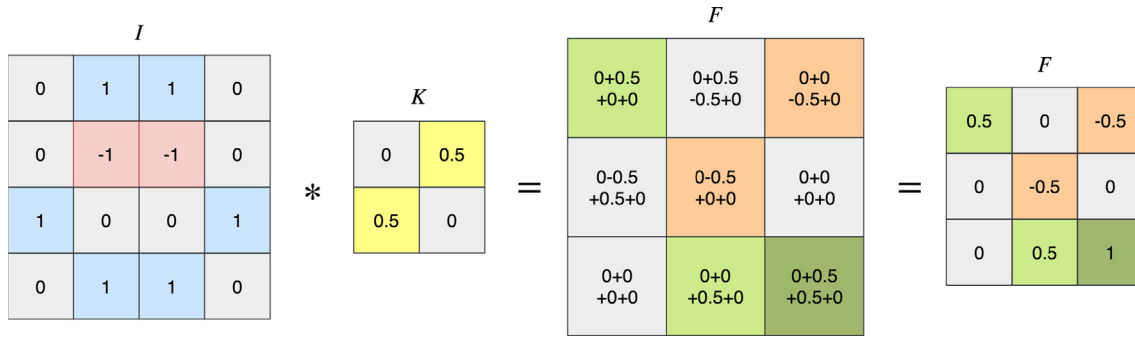 I
0 1 1 0
0 -1 -1 0
1 0 0 1
0 1 1 0
*
K
0 0.5
0.5 0
=
F
0+0.5 0+0.5 0+0
+0+0 -0.5+0 -0.5+0
0-0.5 0-0.5 0+0
+0.5+0 +0+0 +0+0
0+0 0+0 0+0.5
+0+0 +0.5+0 +0.5+0
=
F
0.5 0 -0.5
0 -0.5 0
0 0.5 1